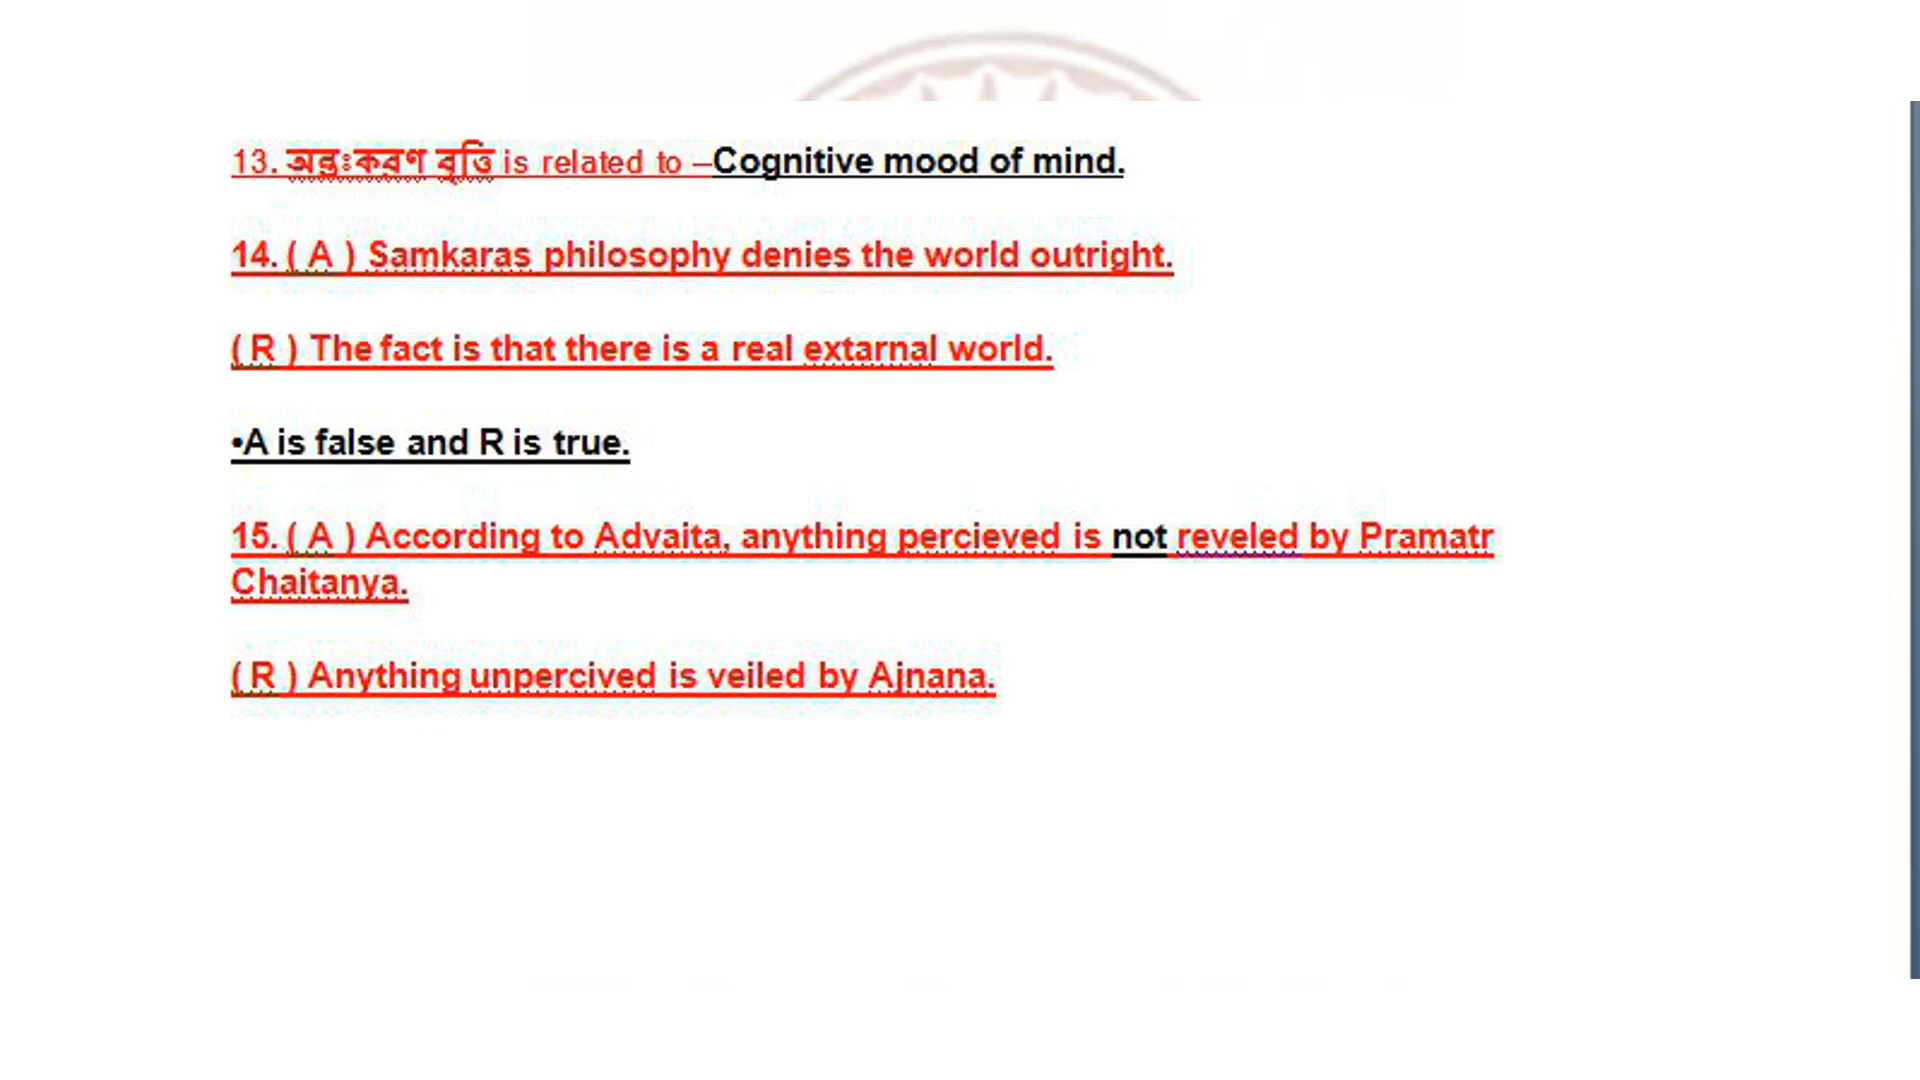 13. অন্তঃকরণ বৃত্তি is related to –Cognitive mood of mind.
14. ( A ) Samkaras philosophy denies the world outright.
( R ) The fact is that there is a real extarnal world.
•A is false and R is true.
15. ( A ) According to Advaita, anything percieved is not reveled by Pramatr
Chaitanya.
( R ) Anything unpercived is veiled by Ajnana.